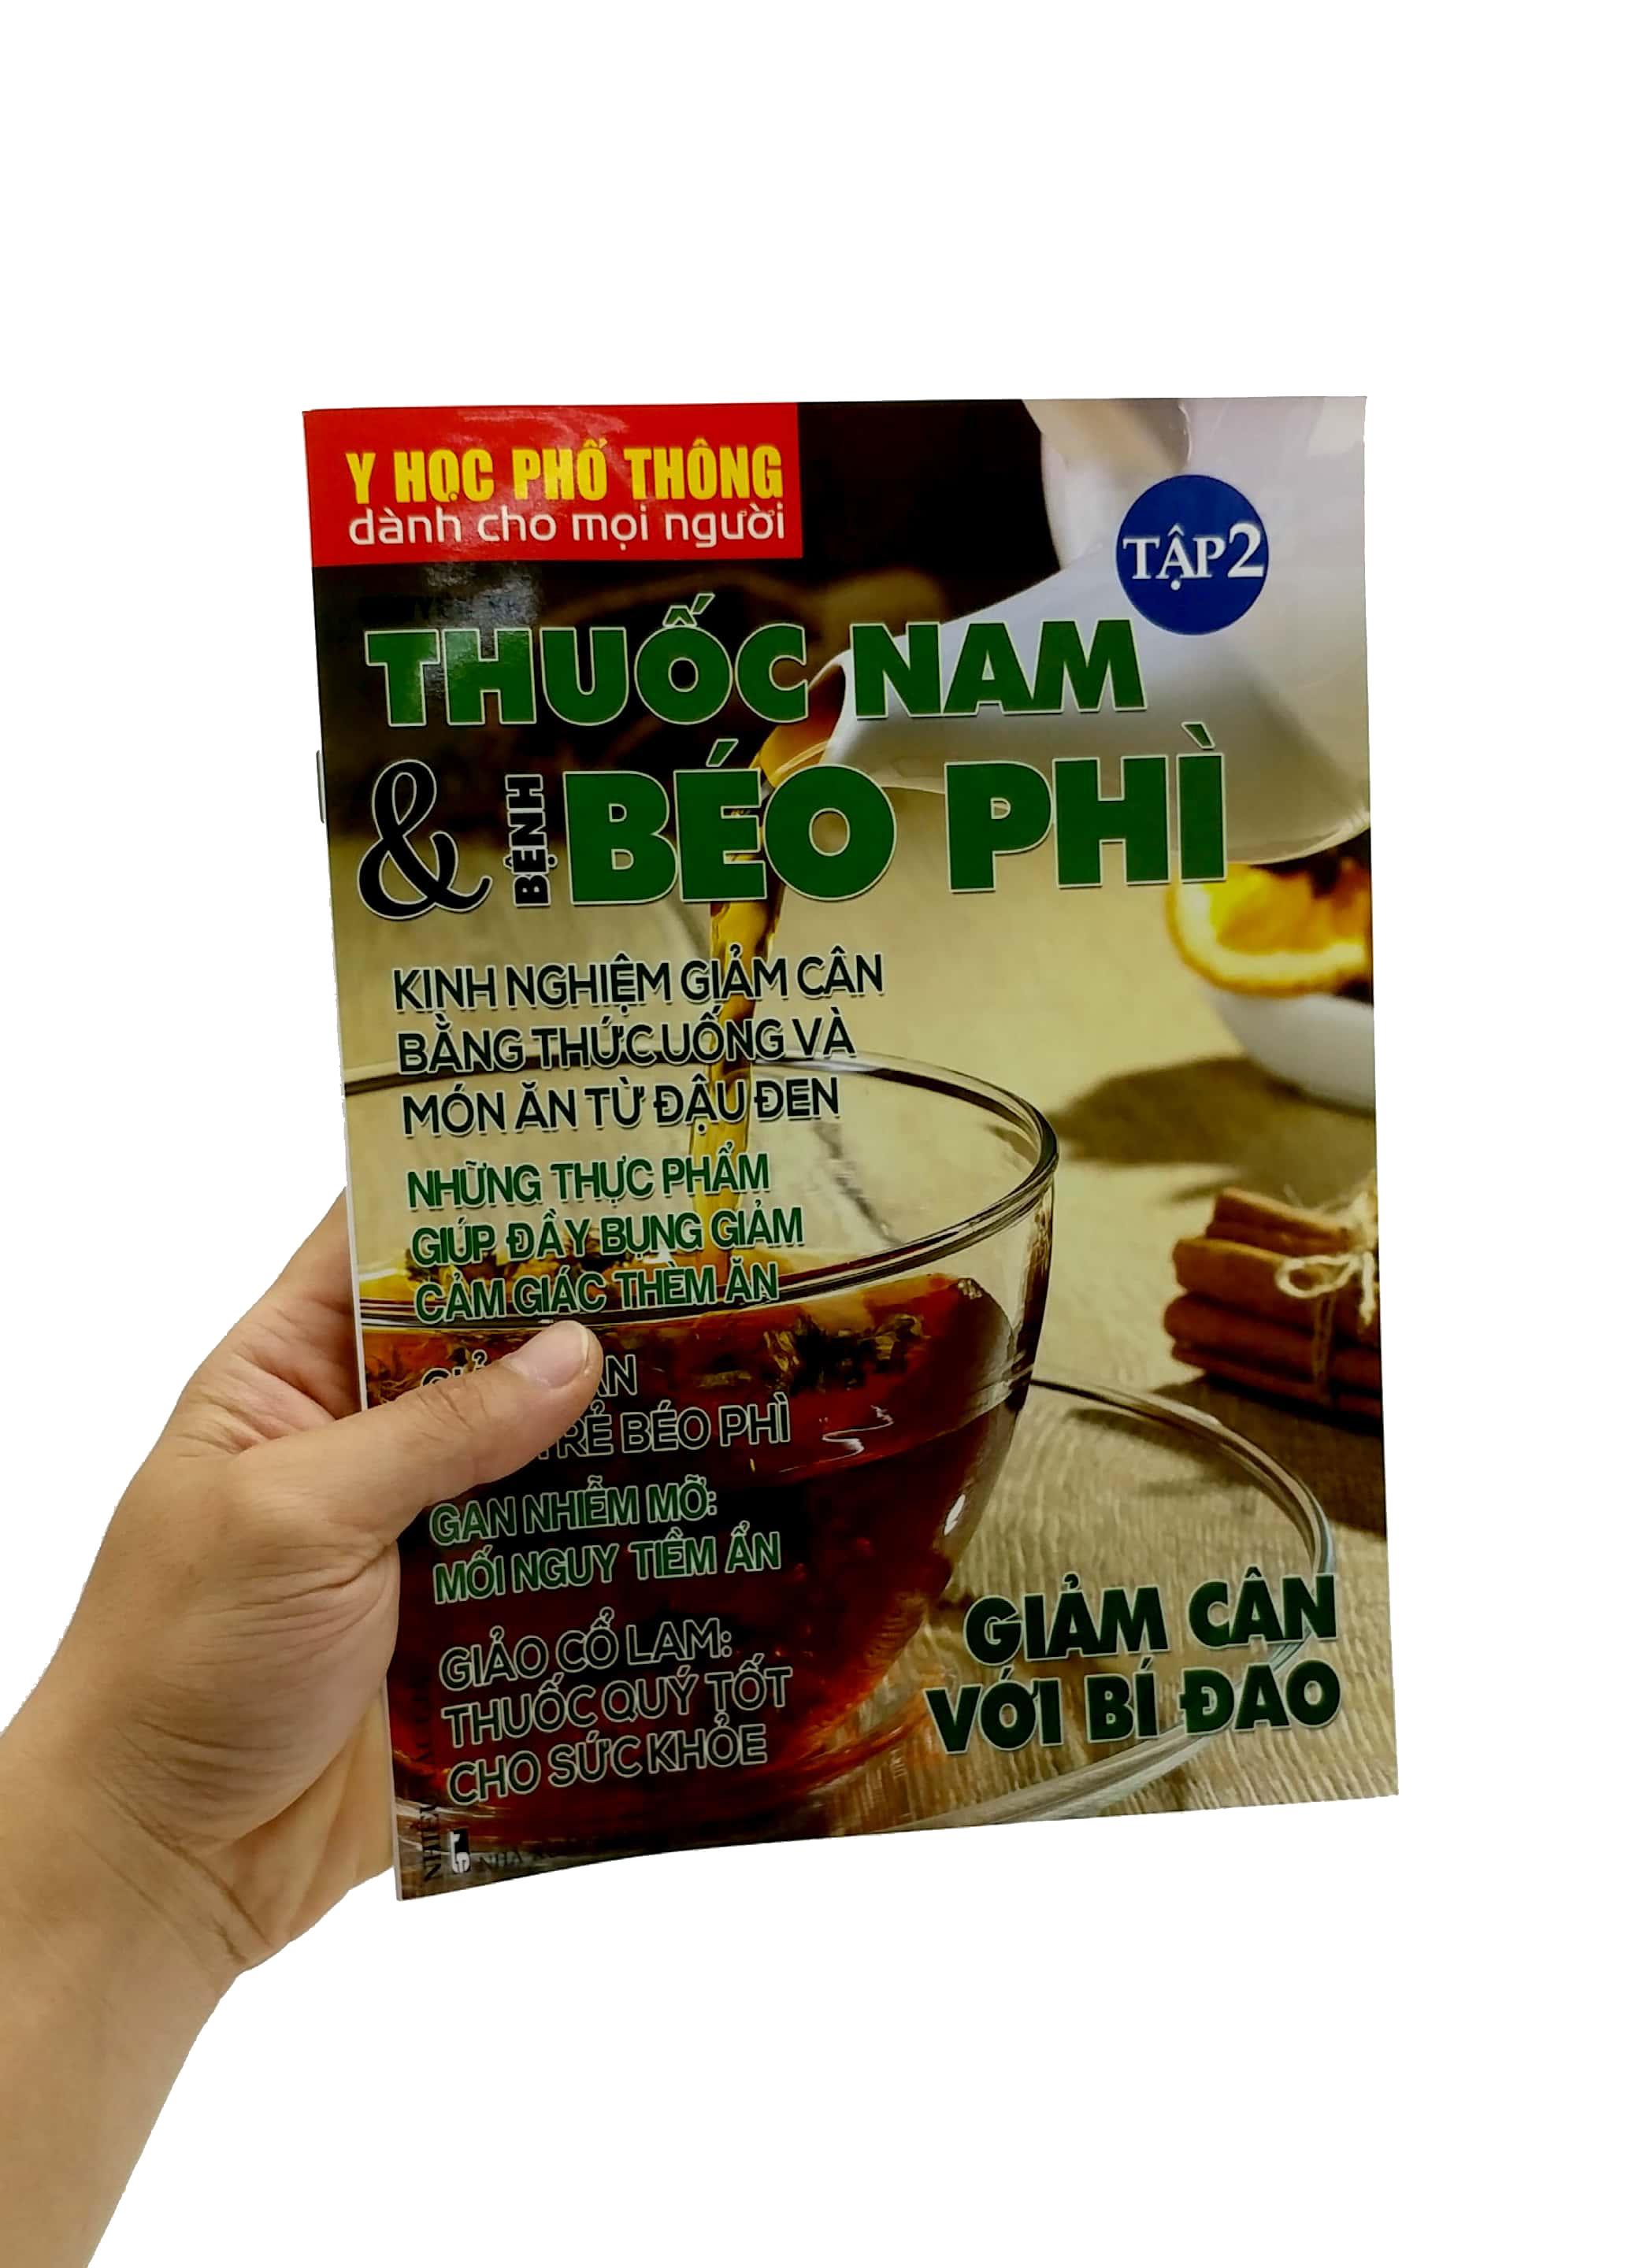 Y HỌC PHỔ THÔNG
dành cho mọi người
TẬP 2
THUỐC NAM
& BỆNH BÉO PHÌ
KINH NGHIỆM GIẢM CÂN
BẰNG THỨC UỐNG VÀ
MÓN ĂN TỪ ĐẬU ĐEN
NHỮNG THỰC PHẨM
GIÚP ĐẦY BỤNG GIẢM
CẢM GIÁC THÈM ĂN
TRẺ BÉO PHÌ
GAN NHIỄM MỠ:
MỐI NGUY TIỀM ẨN
GIẢO CỔ LAM:
THUỐC QUÝ TỐT
CHO SỨC KHỎE
GIẢM CÂN
VỚI BÍ ĐAO